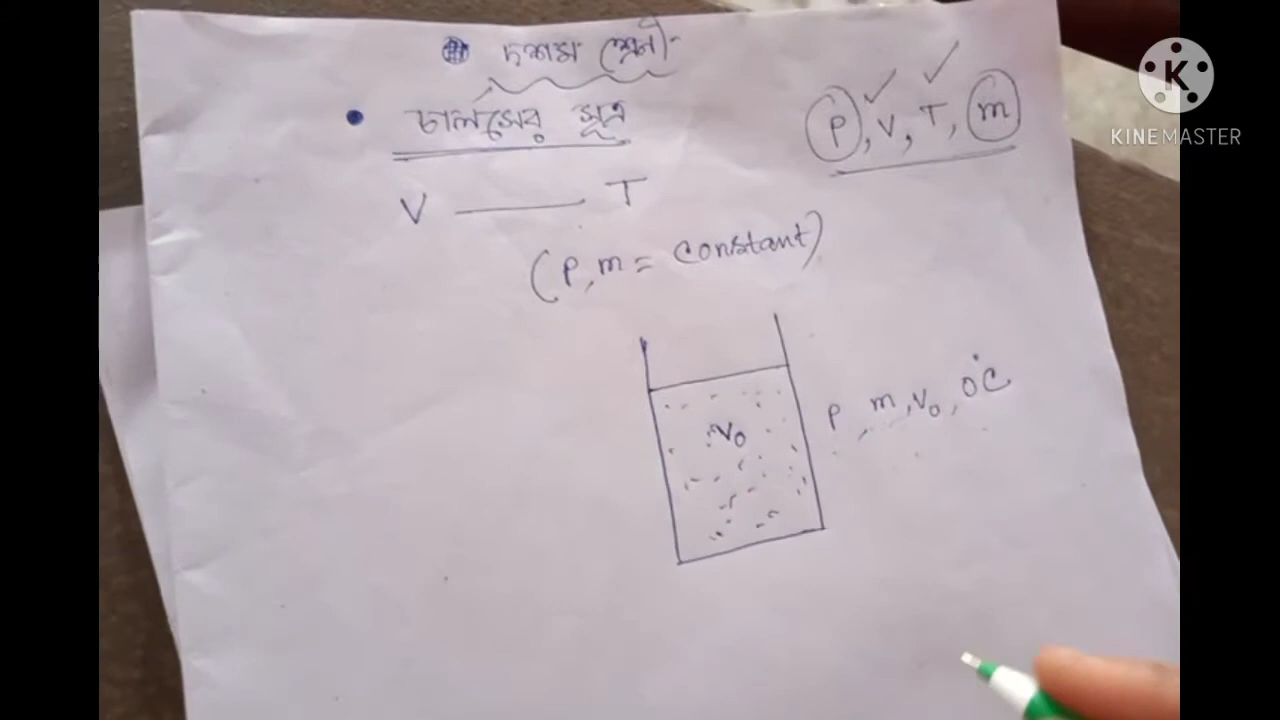 দশম শ্রেণী-
চার্লসের সূত্র
P, V, T, m
V —— T
(P, m = constant)
V₀
P, m, V₀, 0°C
K
KINEMASTER